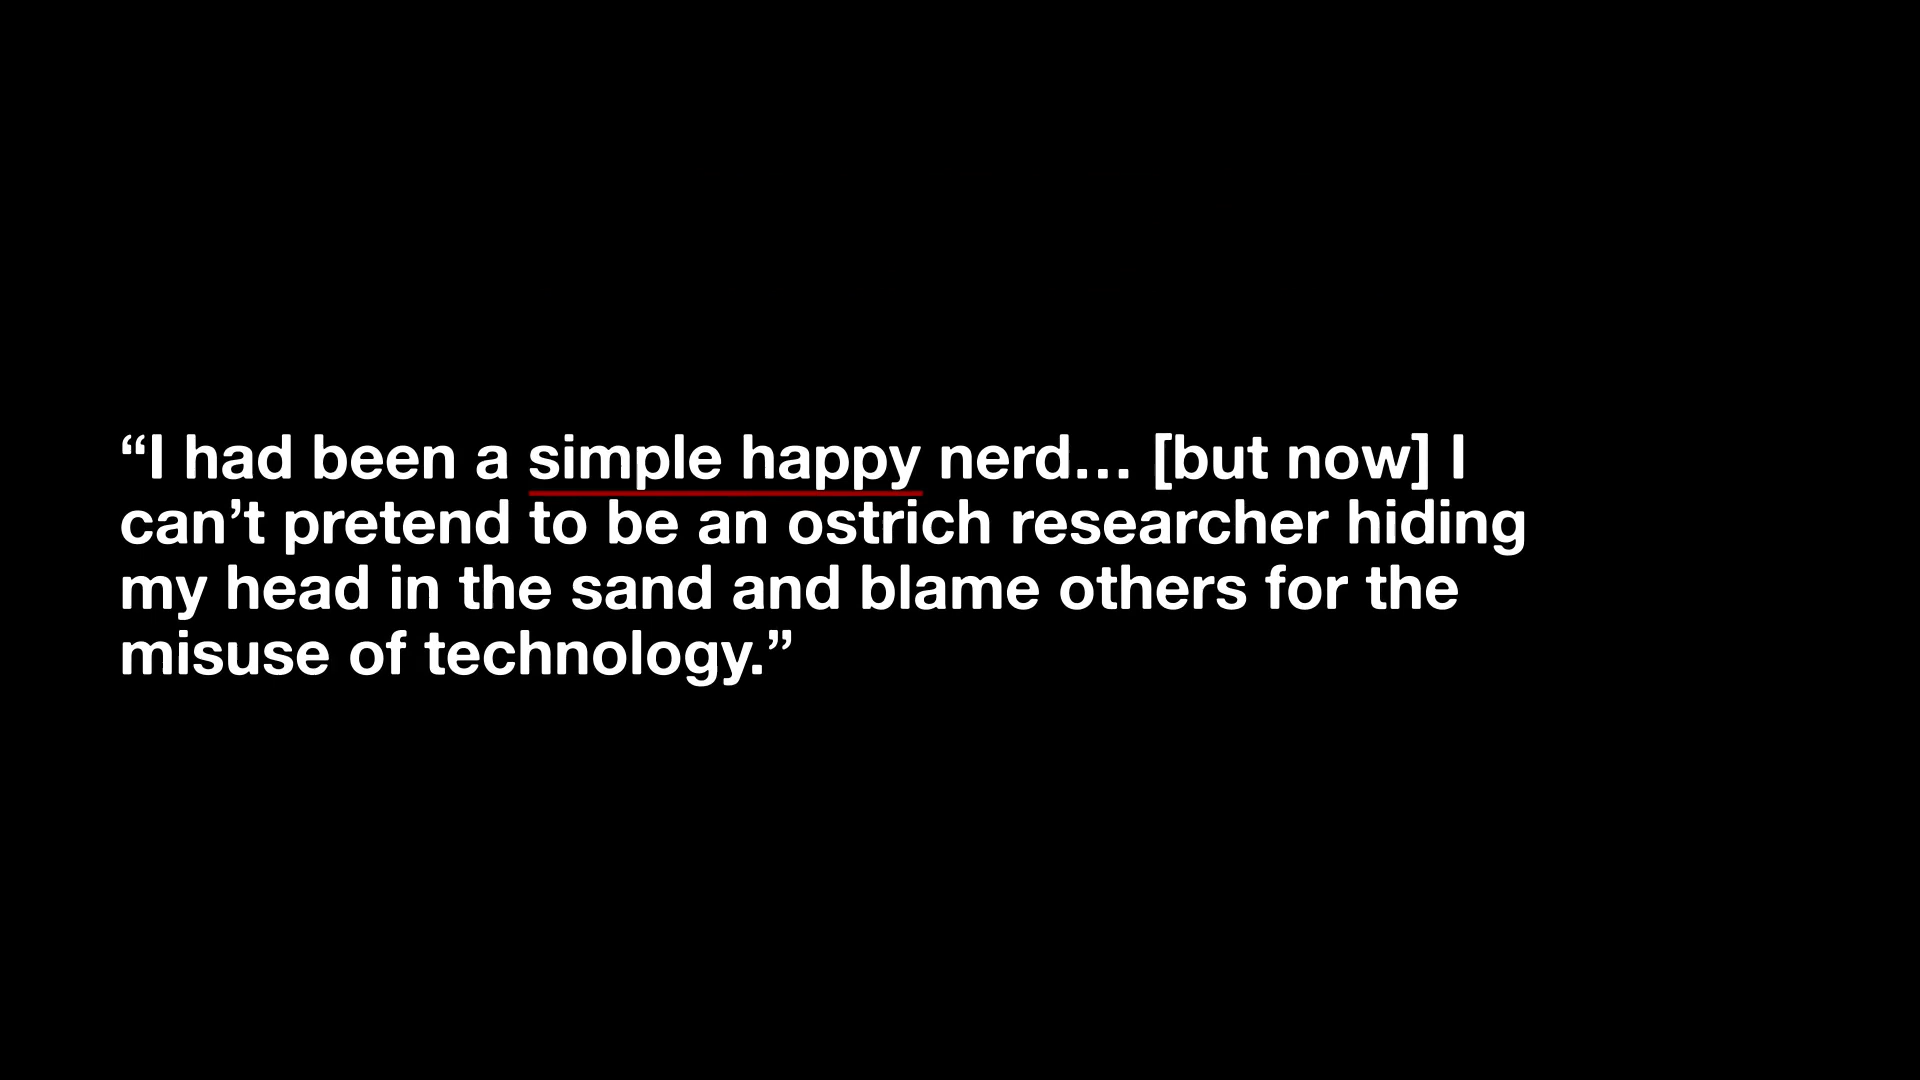 “I had been a simple happy nerd… [but now] I
can’t pretend to be an ostrich researcher hiding
my head in the sand and blame others for the
misuse of technology.”